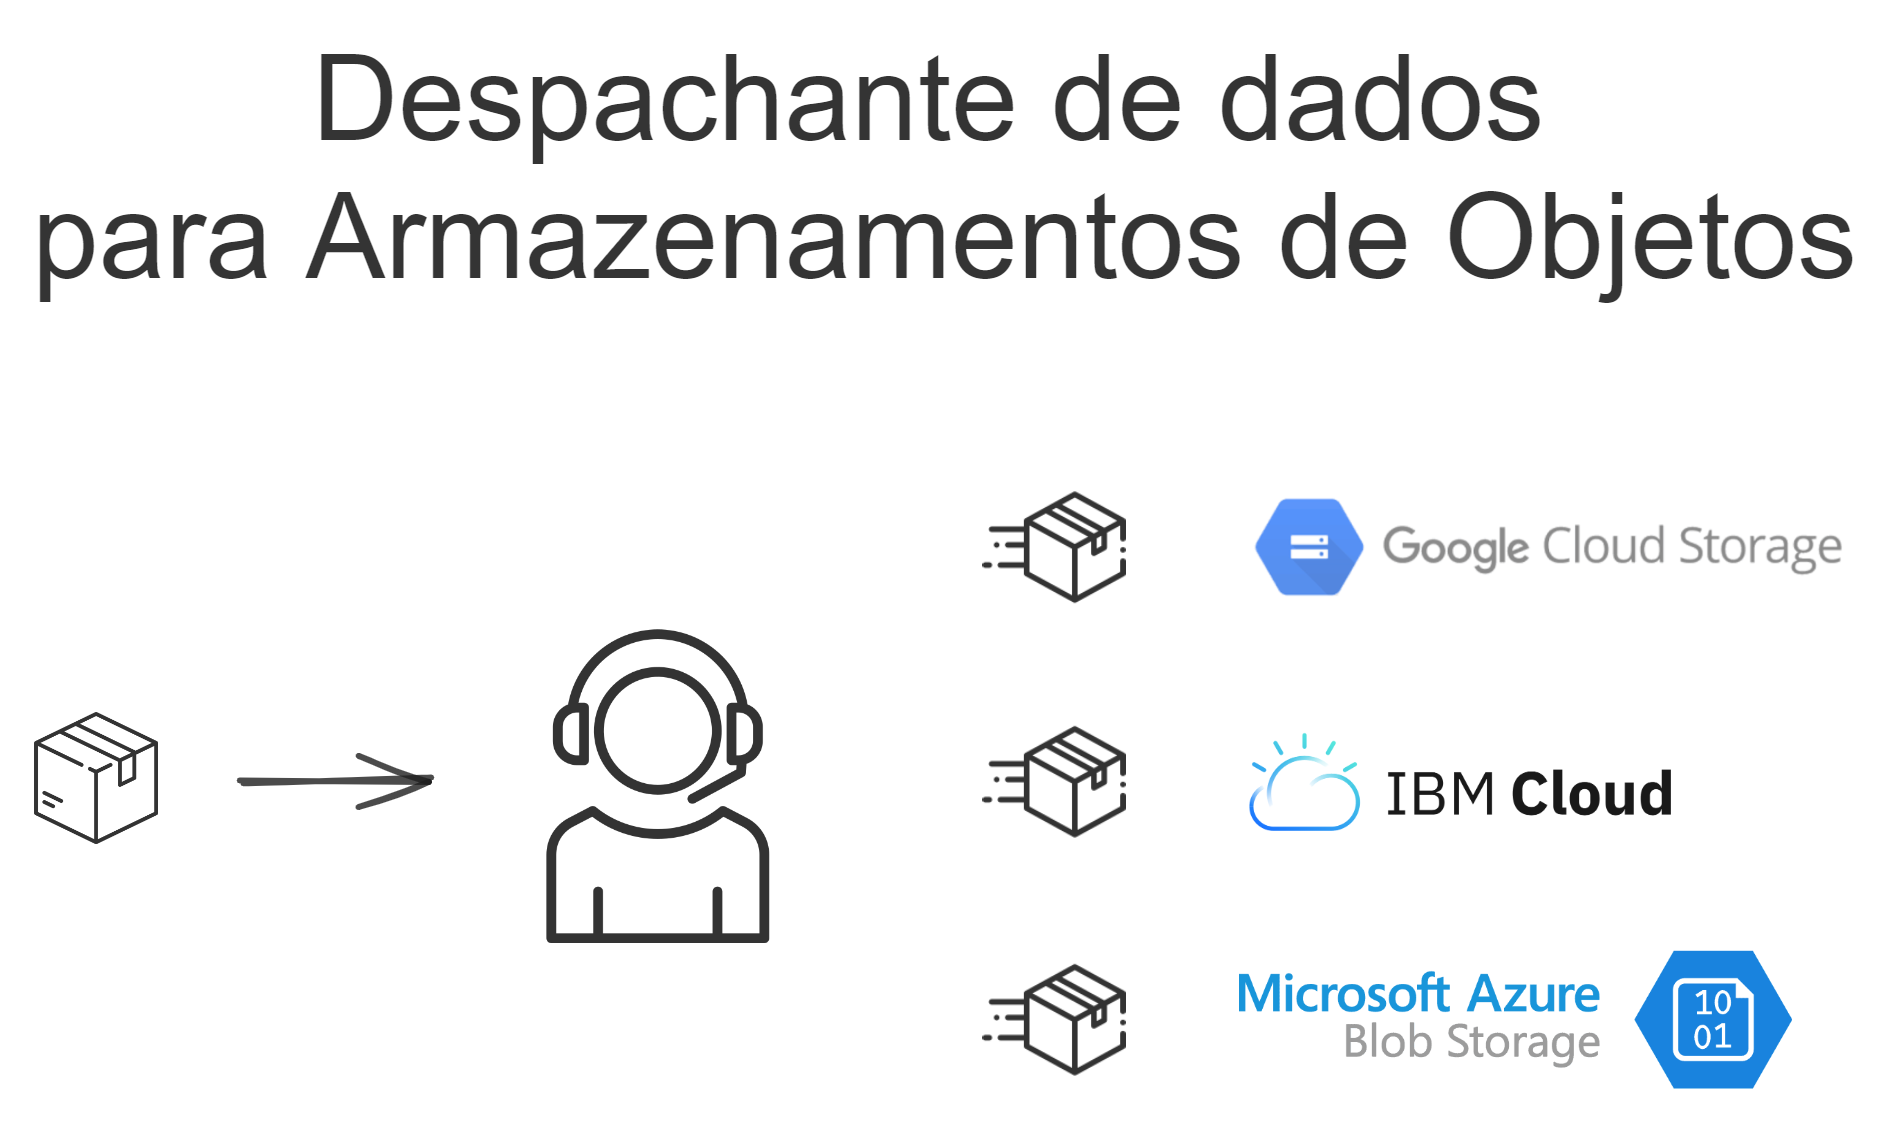 Despachante de dados
para Armazenamentos de Objetos
Google Cloud Storage
IBM Cloud
Microsoft Azure
Blob Storage
10
01